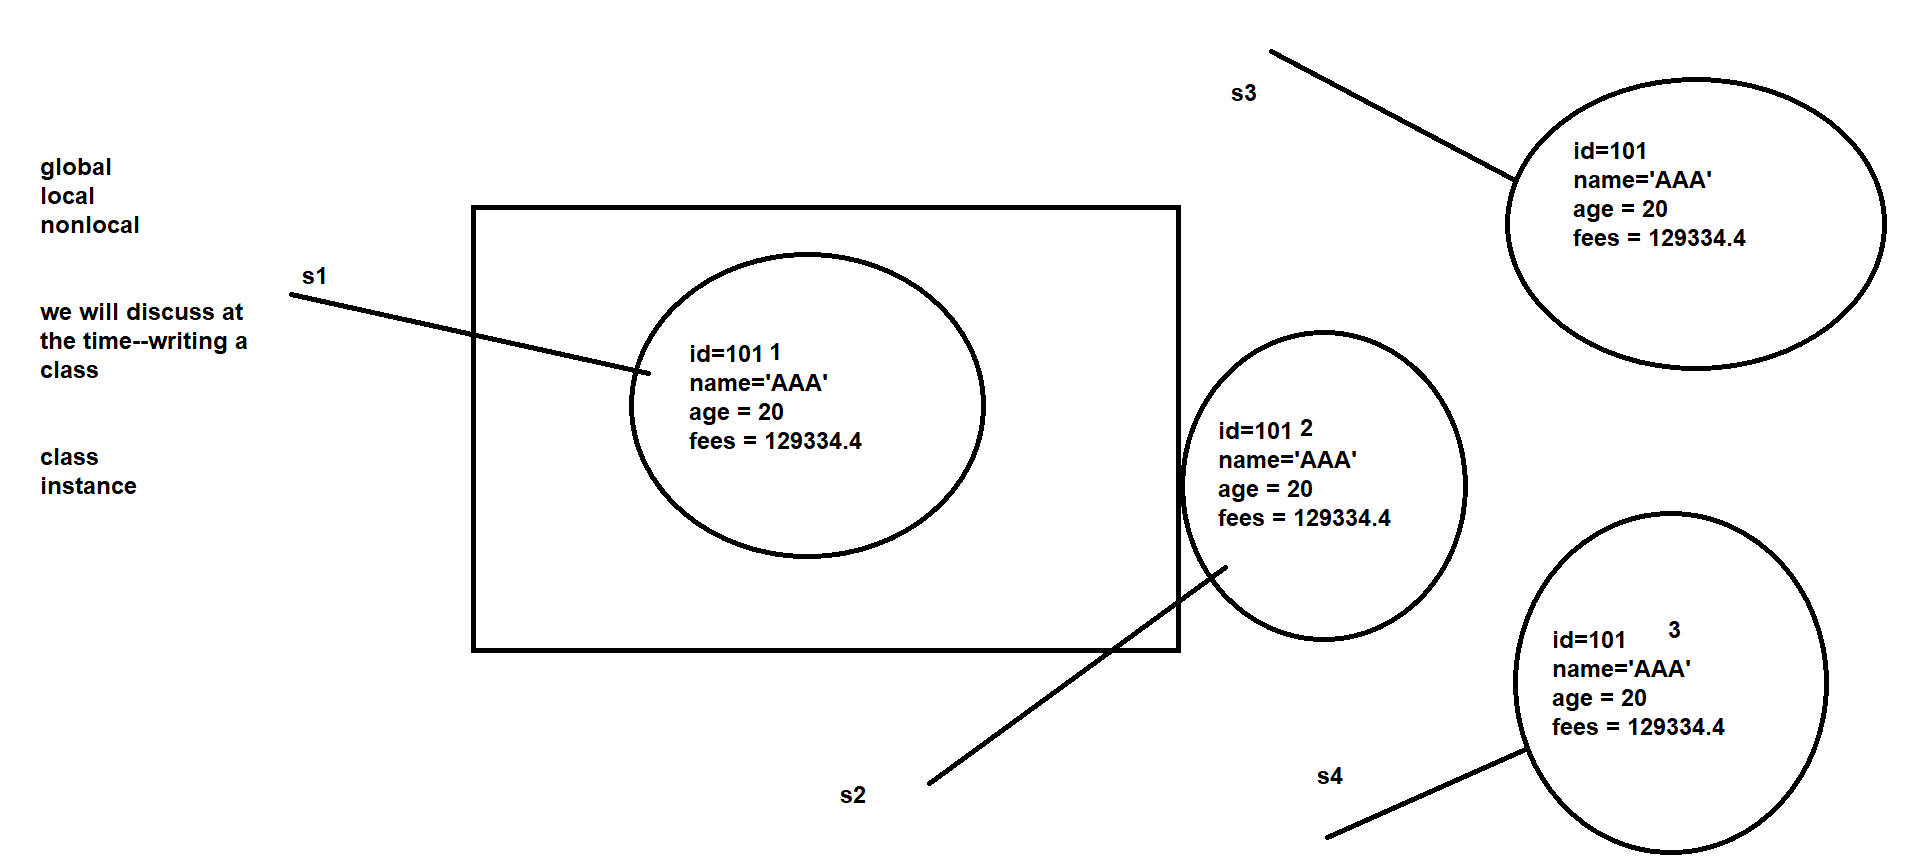 global
local
nonlocal
we will discuss at
the time--writing a
class
class
instance
s1
id=101 1
name='AAA'
age = 20
fees = 129334.4
s2
id=101 2
name='AAA'
age = 20
fees = 129334.4
s3
id=101
name='AAA'
age = 20
fees = 129334.4
s4
id=101 3
name='AAA'
age = 20
fees = 129334.4